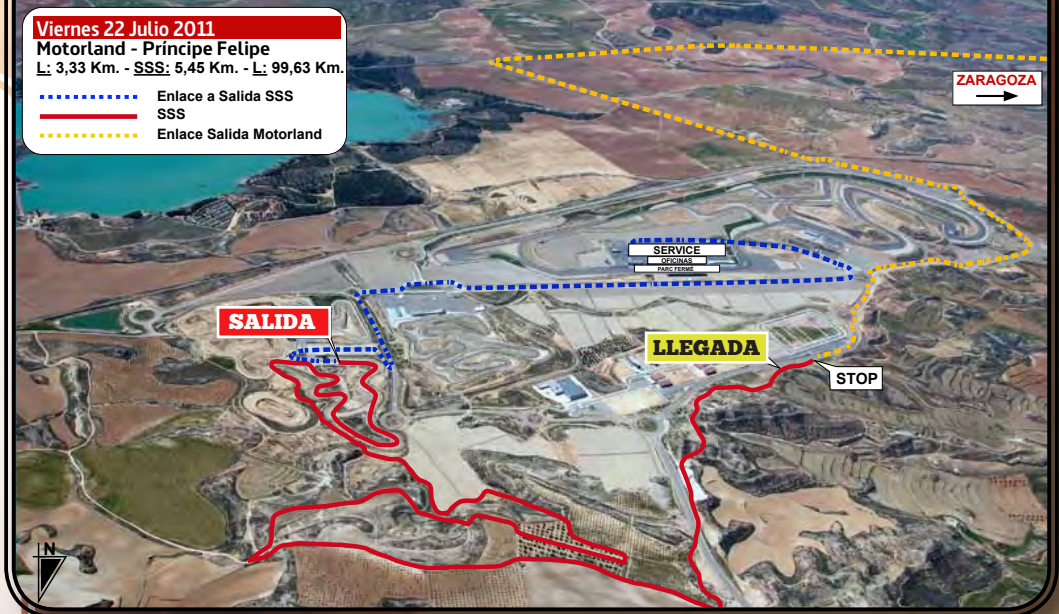 Viernes 22 Julio 2011
Motorland - Príncipe Felipe
L: 3,33 Km. - SSS: 5,45 Km. - L: 99,63 Km.
Enlace a Salida SSS
SSS
Enlace Salida Motorland
ZARAGOZA
SERVICE
OFICINAS
PARC FERMÉ
SALIDA
LLEGADA
STOP
N